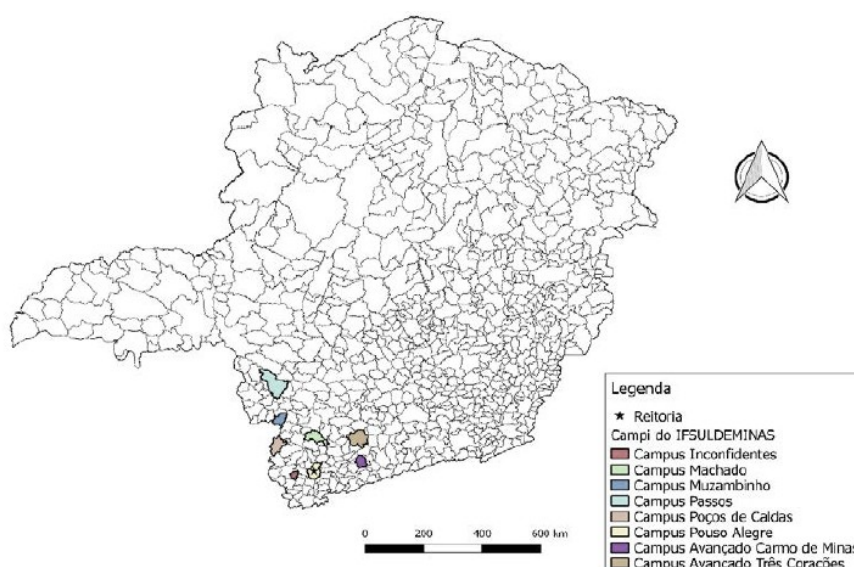 0 200 400 600 km
Legenda
★ Reitoria
Campi do IFSULDEMINAS
Campus Inconfidentes
Campus Machado
Campus Muzambinho
Campus Passos
Campus Poços de Caldas
Campus Pouso Alegre
Campus Avançado Carmo de Minas
Campus Avançado Três Corações